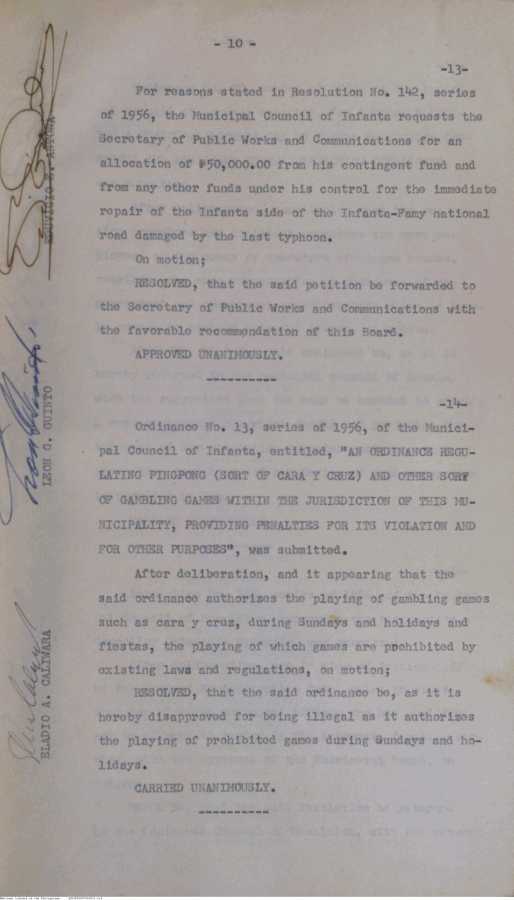 - 10 -
-13-
For reasons stated in Resolution No. 142, series
of 1956, the Municipal Council of Infanta requests the
Secretary of Public Works and Communications for an
allocation of ₱50,000.00 from his contingent fund and
from any other funds under his control for the immediate
repair of the Infanta side of the Infanta-Famy national
road damaged by the last typhoon.
On motion;
RESOLVED, that the said petition be forwarded to
the Secretary of Public Works and Communications with
the favorable recommendation of this Board.
APPROVED UNANIMOUSLY.
----------
-14-
Ordinance No. 13, series of 1956, of the Munici-
pal Council of Infanta, entitled, "AN ORDINANCE REGU-
LATING PINGPONG (SORT OF CARA Y CRUZ) AND OTHER SORT
OF GAMBLING GAMES WITHIN THE JURISDICTION OF THIS MU-
NICIPALITY, PROVIDING PENALTIES FOR ITS VIOLATION AND
FOR OTHER PURPOSES", was submitted.
After deliberation, and it appearing that the
said ordinance authorizes the playing of gambling games
such as cara y cruz, during Sundays and holidays and
fiestas, the playing of which games are prohibited by
existing laws and regulations, on motion;
RESOLVED, that the said ordinance be, as it is
hereby disapproved for being illegal as it authorizes
the playing of prohibited games during Sundays and ho-
lidays.
CARRIED UNANIMOUSLY.
----------
LEON G. GUINTO
ELADIO A. CALIWARA